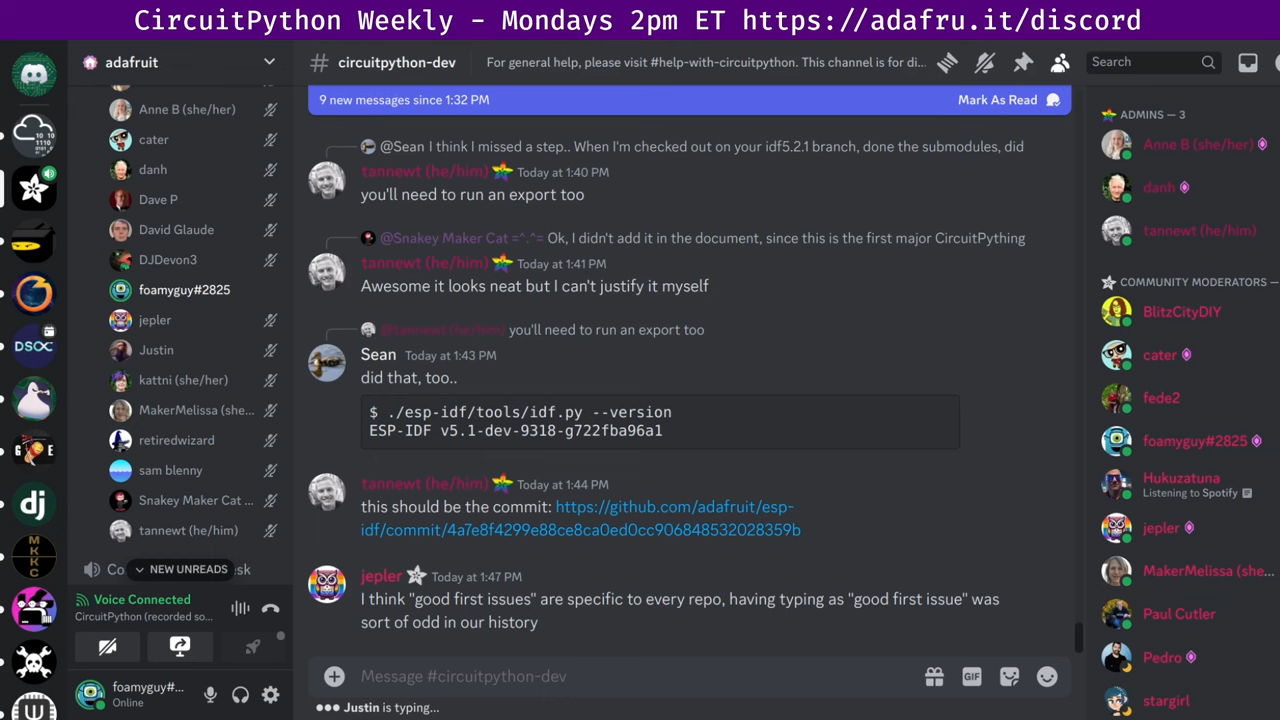 CircuitPython Weekly - Mondays 2pm ET https://adafru.it/discord
adafruit
Anne B (she/her)
cater
danh
Dave P
David Glaude
DJDevon3
foamyguy#2825
jepler
Justin
kattni (she/her)
MakerMelissa (she...
retiredwizard
sam blenny
Snakey Maker Cat ...
tannewt (he/him)
Co
NEW UNREADS
sk
Voice Connected
CircuitPython (recorded so...
foamyguy#...
Online
DSOC
dj
MKKC
# circuitpython-dev
For general help, please visit #help-with-circuitpython. This channel is for di...
Search
9 new messages since 1:32 PM
Mark As Read
@Sean I think I missed a step.. When I'm checked out on your idf5.2.1 branch, done the submodules, did
tannewt (he/him) Today at 1:40 PM
you'll need to run an export too
@Snakey Maker Cat =^.^= Ok, I didn't add it in the document, since this is the first major CircuitPything
tannewt (he/him) Today at 1:41 PM
Awesome it looks neat but I can't justify it myself
@tannewt (he/him) you'll need to run an export too
Sean Today at 1:43 PM
did that, too..
$ ./esp-idf/tools/idf.py --version
ESP-IDF v5.1-dev-9318-g722fba96a1
tannewt (he/him) Today at 1:44 PM
this should be the commit: https://github.com/adafruit/esp-
idf/commit/4a7e8f4299e88ce8ca0ed0cc906848532028359b
jepler Today at 1:47 PM
I think "good first issues" are specific to every repo, having typing as "good first issue" was
sort of odd in our history
Message #circuitpython-dev
GIF
Justin is typing...
ADMINS — 3
Anne B (she/her)
danh
tannewt (he/him)
COMMUNITY MODERATORS —
BlitzCityDIY
cater
fede2
foamyguy#2825
Hukuzatuna
Listening to Spotify
jepler
MakerMelissa (she...
Paul Cutler
Pedro
stargirl